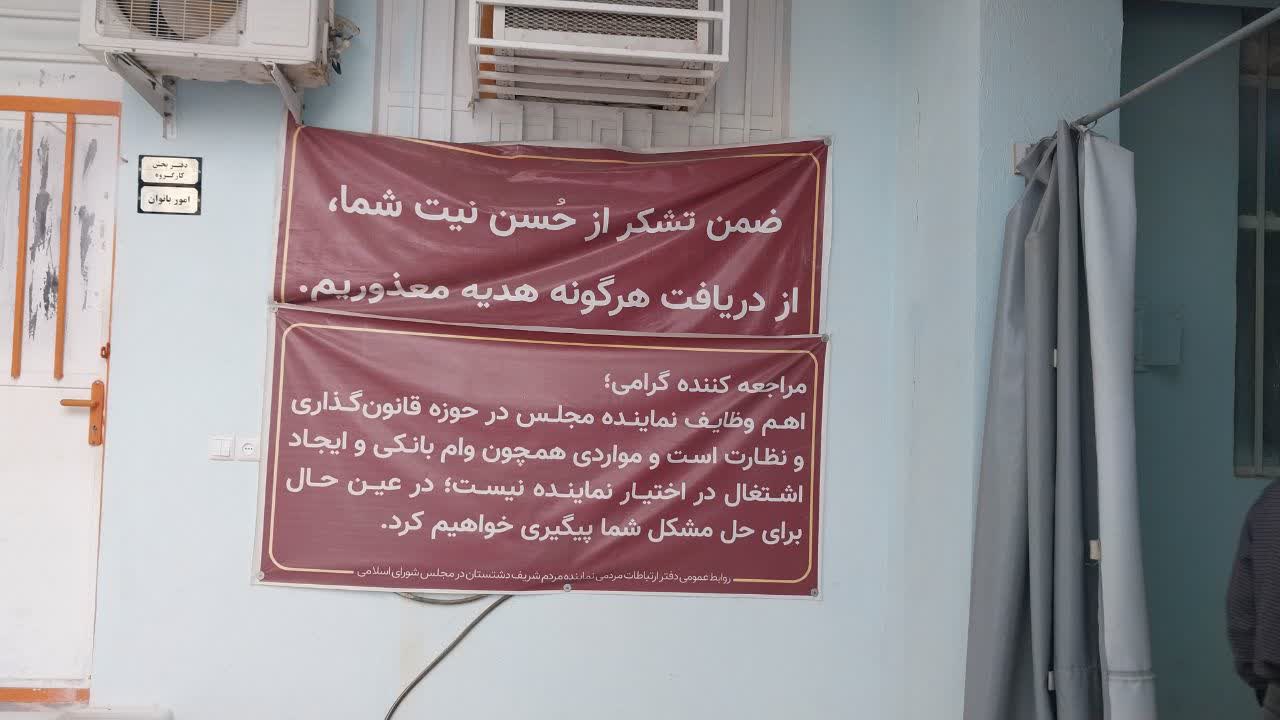 دفتر بخش
کارگروه
امور بانوان
ضمن تشکر از حُسن نیت شما،
از دریافت هرگونه هدیه معذوریم.
مراجعه کننده گرامی؛
اهم وظایف نماینده مجلس در حوزه قانون‌گذاری
و نظارت است و مواردی همچون وام بانکی و ایجاد
اشتغال در اختیار نماینده نیست؛ در عین حال
برای حل مشکل شما پیگیری خواهیم کرد.
روابط عمومی دفتر ارتباطات مردمی نماینده مردم شریف دشتستان در مجلس شورای اسلامی